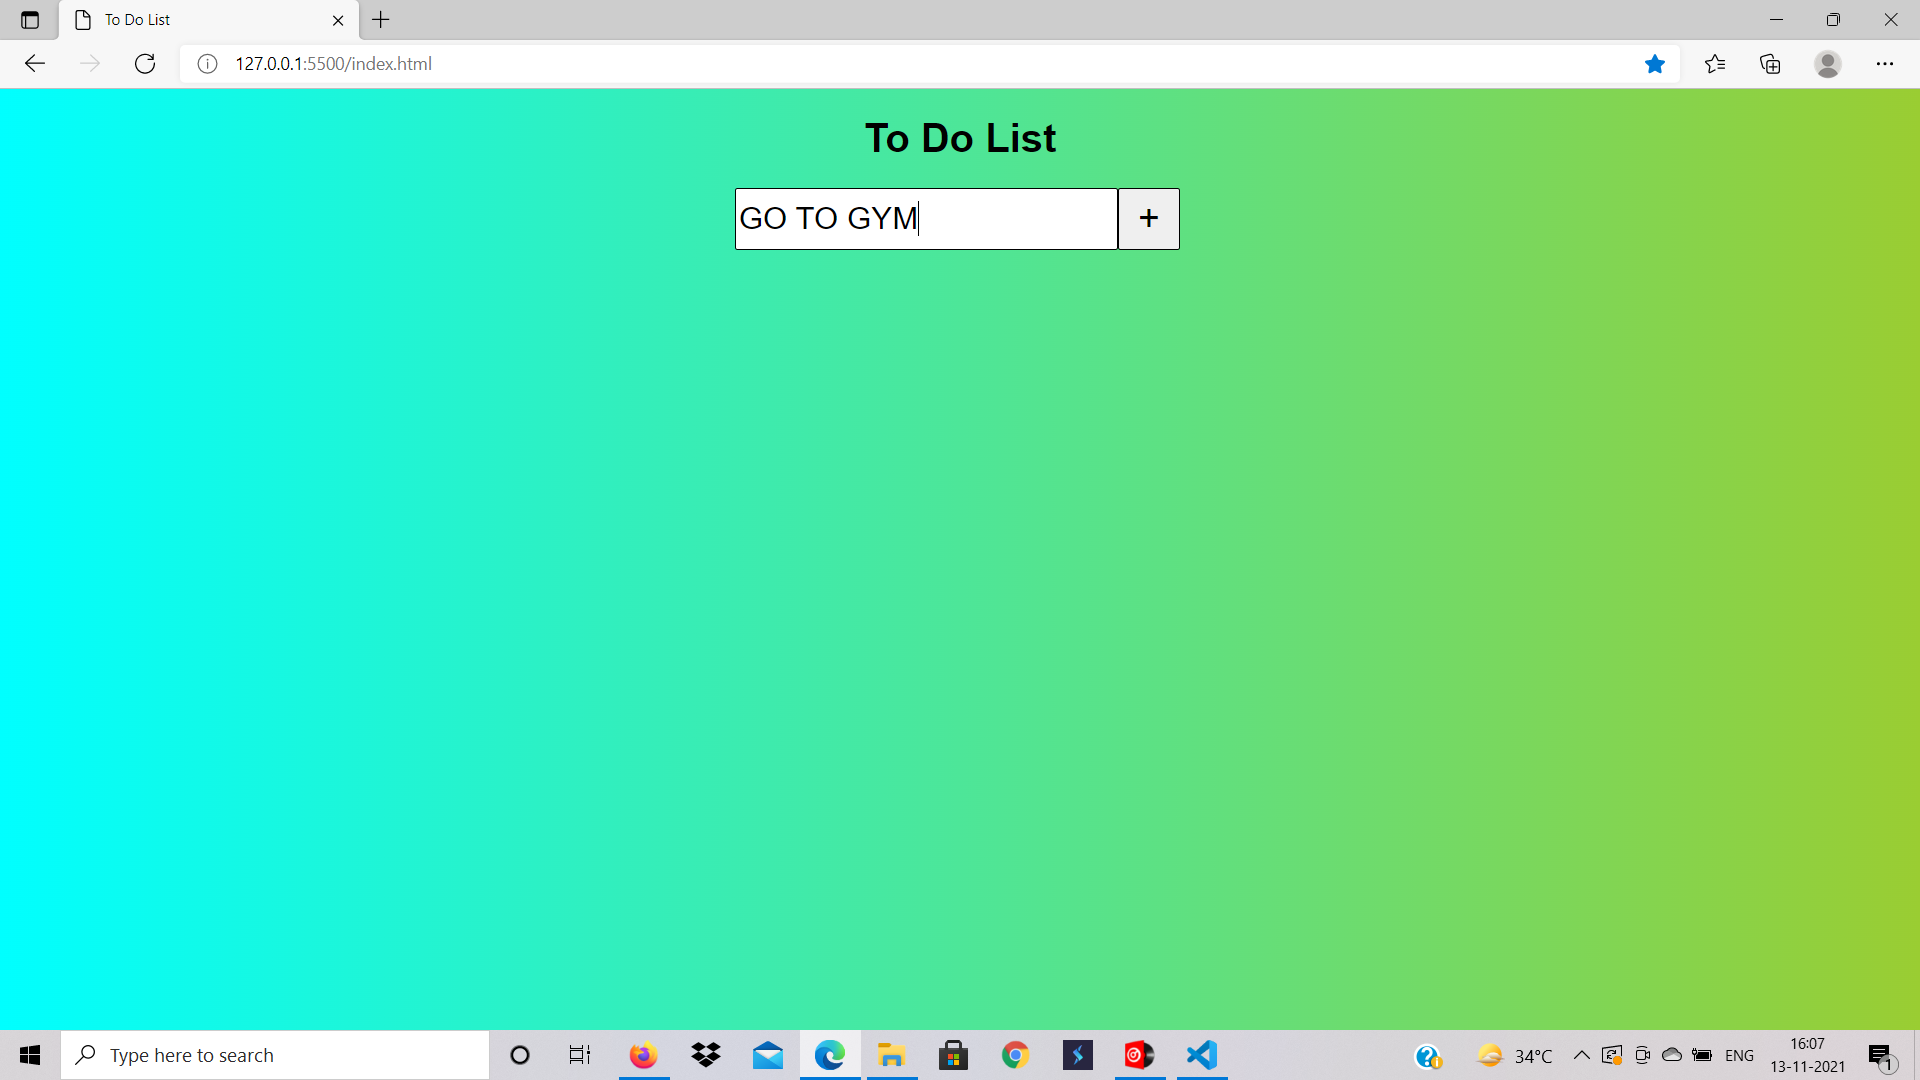 To Do List
127.0.0.1:5500/index.html
To Do List
GO TO GYM
+
Type here to search
34°C
ENG
16:07
13-11-2021
1